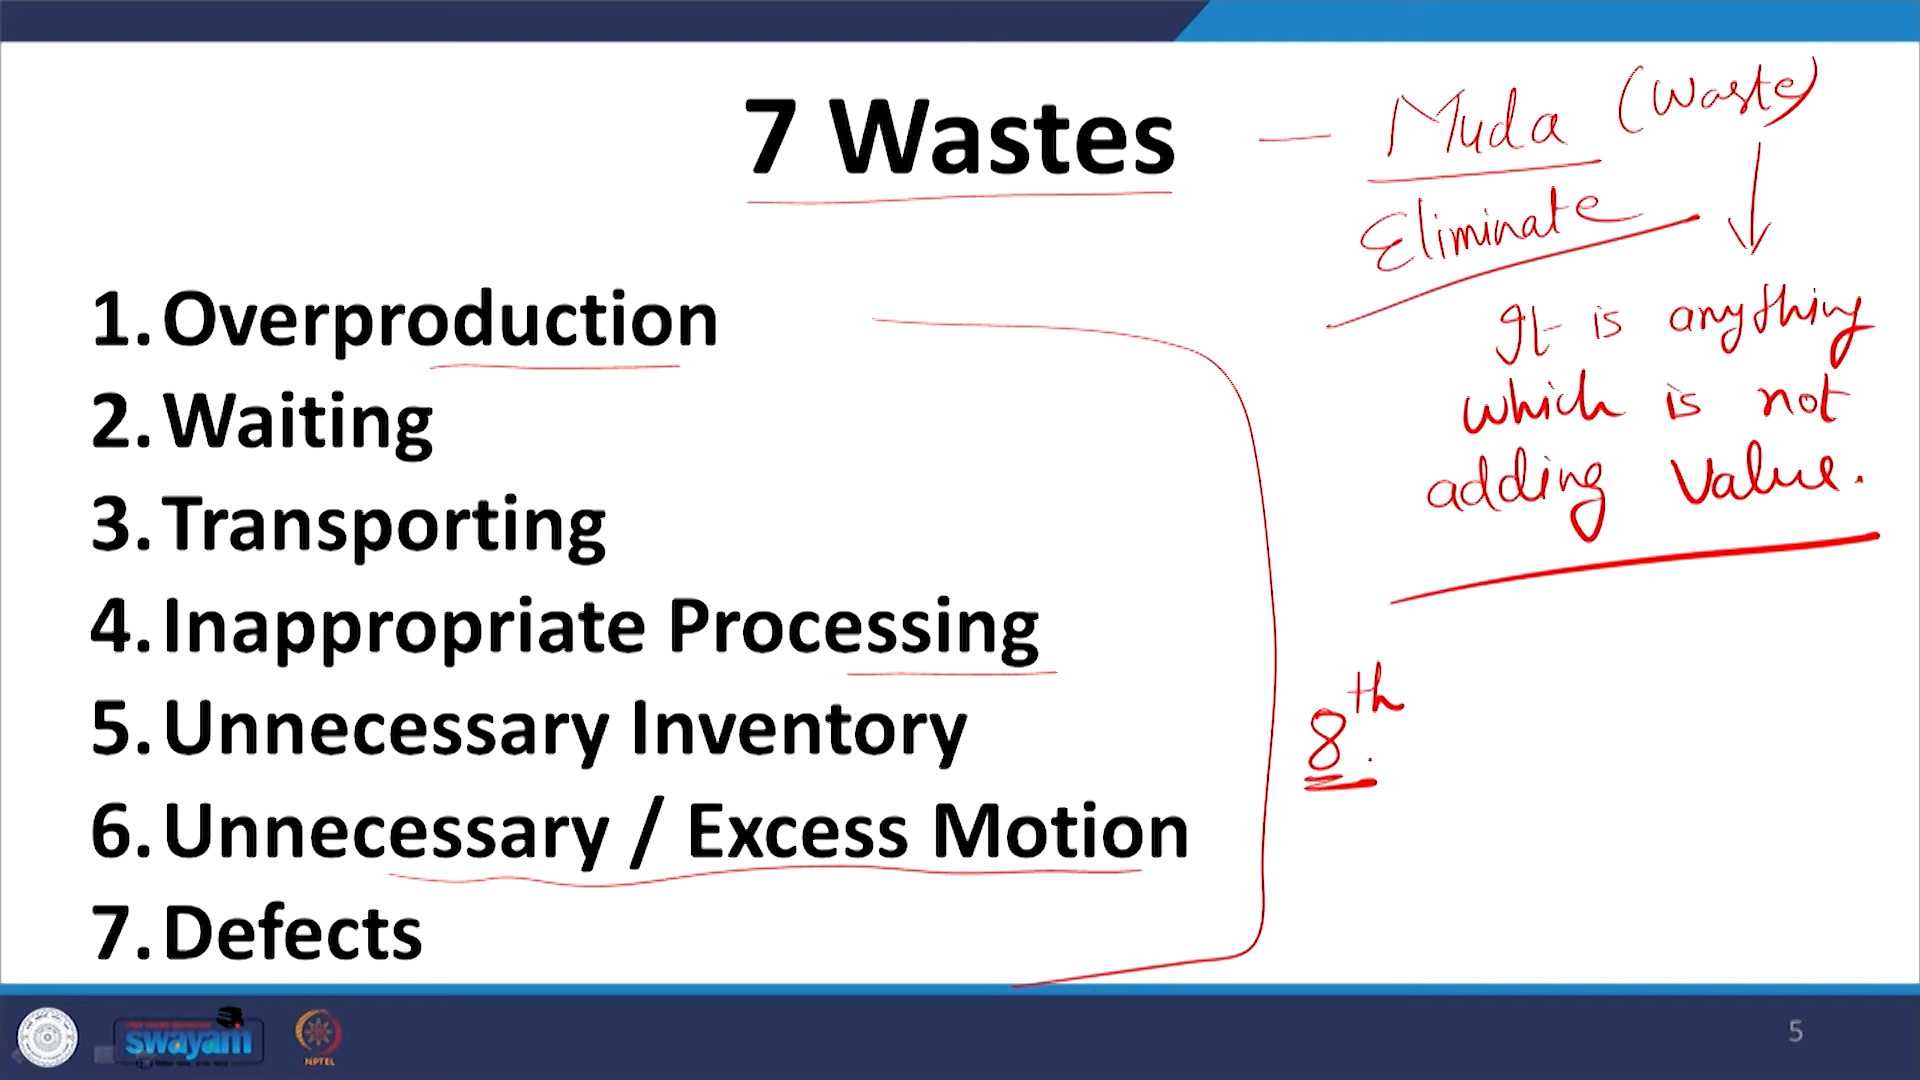 7 Wastes — Muda (Waste)
Eliminate
It is anything
which is not
adding value.
1. Overproduction
2. Waiting
3. Transporting
4. Inappropriate Processing
5. Unnecessary Inventory
6. Unnecessary / Excess Motion
7. Defects
8th.
swayam
NPTEL
5